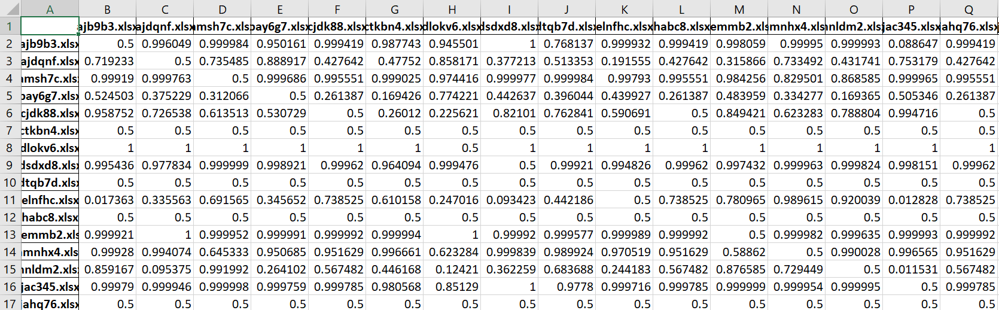 A B C D E F G H I J K L M N O P Q
1 ajb9b3.xlsx ajdqnf.xlsx amsh7c.xls: bay6g7.xlsx cjdk88.xlsx ctkbn4.xlsx dlokv6.xlsx dsdxd8.xlsx dtqb7d.xlsx elnfhc.xlsx habc8.xlsx emmb2.xls mnhx4.xlsx nldm2.xls: jac345.xlsx jahq76.xlsx
2 ajb9b3.xlsx 0.5 0.996049 0.999984 0.950161 0.999419 0.987743 0.945501 1 0.768137 0.999932 0.999419 0.998059 0.99995 0.999993 0.088647 0.999419
3 ajdqnf.xlsx 0.719233 0.5 0.735485 0.888917 0.427642 0.47752 0.858171 0.377213 0.513353 0.191555 0.427642 0.315866 0.733492 0.431741 0.753179 0.427642
4 amsh7c.xls: 0.99919 0.999763 0.5 0.999686 0.995551 0.999025 0.974416 0.999977 0.999984 0.99793 0.995551 0.984256 0.829501 0.868585 0.999965 0.995551
5 bay6g7.xlsx 0.524503 0.375229 0.312066 0.5 0.261387 0.169426 0.774221 0.442637 0.396044 0.439927 0.261387 0.483959 0.334277 0.169365 0.505346 0.261387
6 cjdk88.xlsx 0.958752 0.726538 0.613513 0.530729 0.5 0.26012 0.225621 0.82101 0.762841 0.590691 0.5 0.849421 0.623283 0.788804 0.994716 0.5
7 ctkbn4.xlsx 0.5 0.5 0.5 0.5 0.5 0.5 0.5 0.5 0.5 0.5 0.5 0.5 0.5 0.5 0.5 0.5
8 dlokv6.xlsx 1 1 1 1 1 1 0.5 1 1 1 1 1 1 1 1 1
9 dsdxd8.xlsx 0.995436 0.977834 0.999999 0.998921 0.99962 0.964094 0.999476 0.5 0.99921 0.994826 0.99962 0.997432 0.999963 0.999824 0.998151 0.99962
10 dtqb7d.xlsx 0.5 0.5 0.5 0.5 0.5 0.5 0.5 0.5 0.5 0.5 0.5 0.5 0.5 0.5 0.5 0.5
11 elnfhc.xlsx 0.017363 0.335563 0.691565 0.345652 0.738525 0.610158 0.247016 0.093423 0.442186 0.5 0.738525 0.780965 0.989615 0.920039 0.012828 0.738525
12 habc8.xlsx 0.5 0.5 0.5 0.5 0.5 0.5 0.5 0.5 0.5 0.5 0.5 0.5 0.5 0.5 0.5 0.5
13 emmb2.xls 0.999921 1 0.999952 0.999991 0.999992 0.999994 1 0.99992 0.999577 0.999989 0.999992 0.5 0.999982 0.999635 0.999993 0.999992
14 mnhx4.xls 0.99928 0.994074 0.645333 0.950685 0.951629 0.996661 0.623284 0.999839 0.989924 0.970519 0.951629 0.58862 0.5 0.990028 0.996565 0.951629
15 nldm2.xls: 0.859167 0.095375 0.991992 0.264102 0.567482 0.446168 0.12421 0.362259 0.683688 0.244183 0.567482 0.876585 0.729449 0.5 0.011531 0.567482
16 jac345.xlsx 0.99979 0.999946 0.999998 0.999759 0.999785 0.980568 0.85129 1 0.9778 0.999716 0.999785 0.999999 0.999954 0.999995 0.5 0.999785
17 jahq76.xlsx 0.5 0.5 0.5 0.5 0.5 0.5 0.5 0.5 0.5 0.5 0.5 0.5 0.5 0.5 0.5 0.5